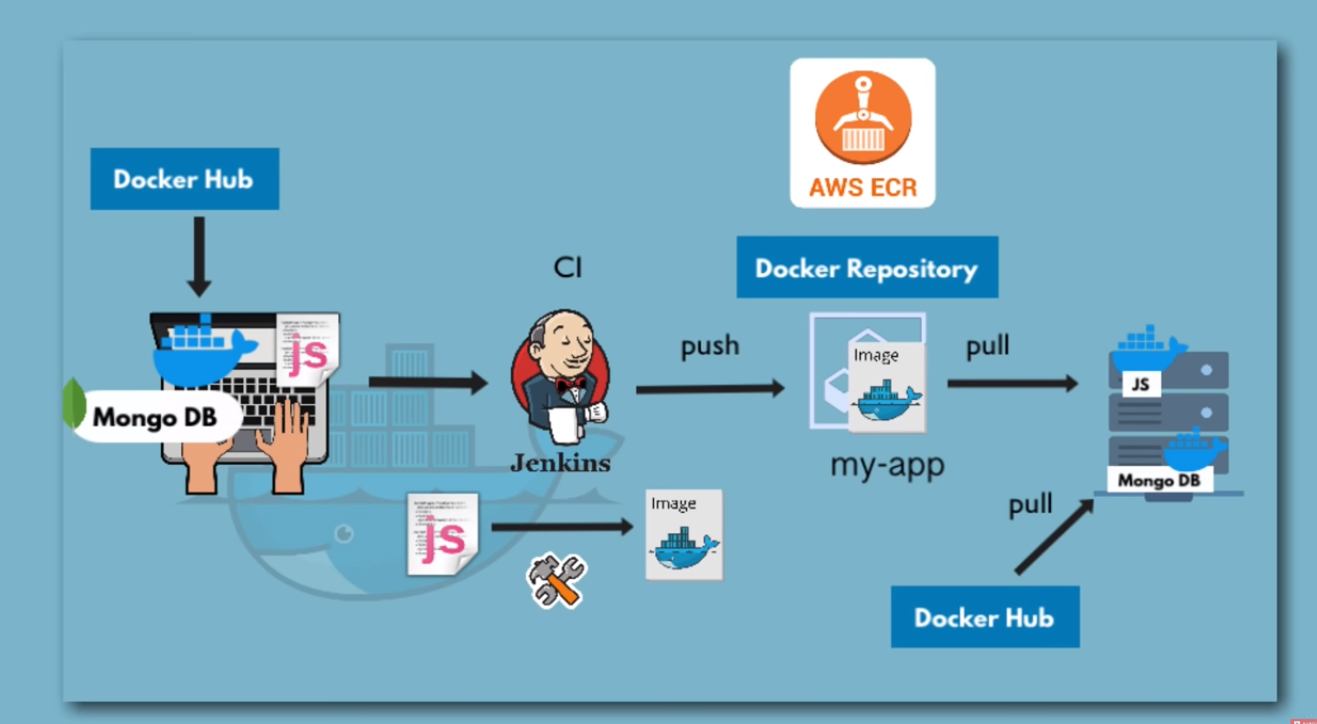 AWS ECR
Docker Hub
Docker Repository
CI
js
Mongo DB
push
Image
my-app
pull
JS
Mongo DB
Jenkins
js
Image
pull
Docker Hub